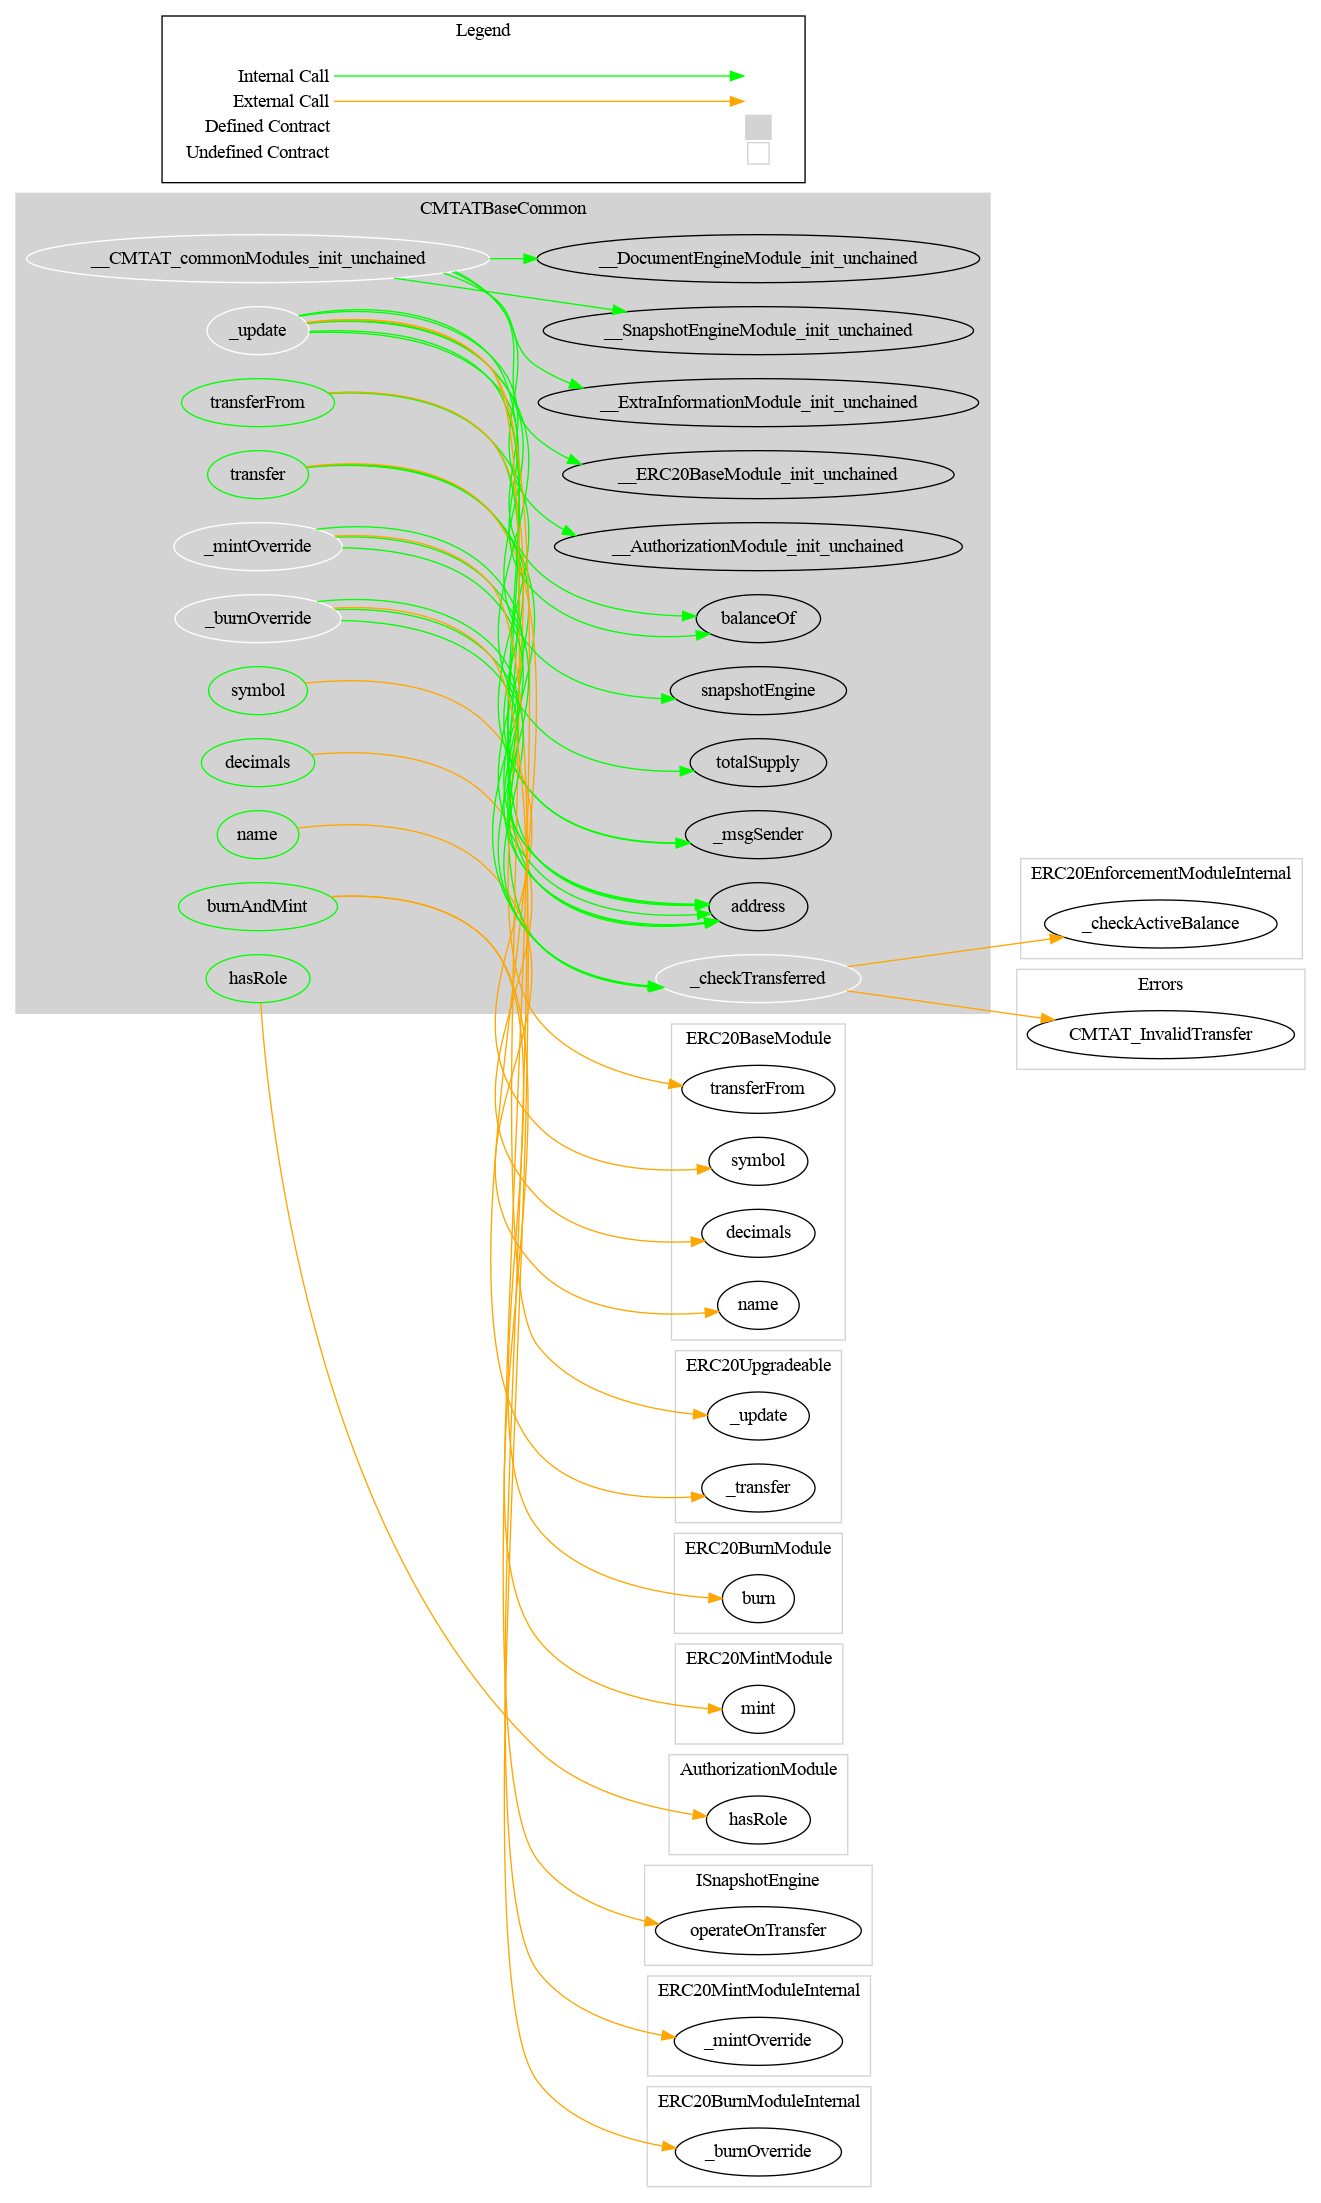 Legend
Internal Call
External Call
Defined Contract
Undefined Contract
CMTATBaseCommon
__CMTAT_commonModules_init_unchained
__DocumentEngineModule_init_unchained
_update
__SnapshotEngineModule_init_unchained
transferFrom
__ExtraInformationModule_init_unchained
transfer
__ERC20BaseModule_init_unchained
_mintOverride
__AuthorizationModule_init_unchained
_burnOverride
balanceOf
symbol
snapshotEngine
decimals
totalSupply
name
_msgSender
burnAndMint
address
hasRole
_checkTransferred
ERC20EnforcementModuleInternal
_checkActiveBalance
Errors
CMTAT_InvalidTransfer
ERC20BaseModule
transferFrom
symbol
decimals
name
ERC20Upgradeable
_update
_transfer
ERC20BurnModule
burn
ERC20MintModule
mint
AuthorizationModule
hasRole
ISnapshotEngine
operateOnTransfer
ERC20MintModuleInternal
_mintOverride
ERC20BurnModuleInternal
_burnOverride